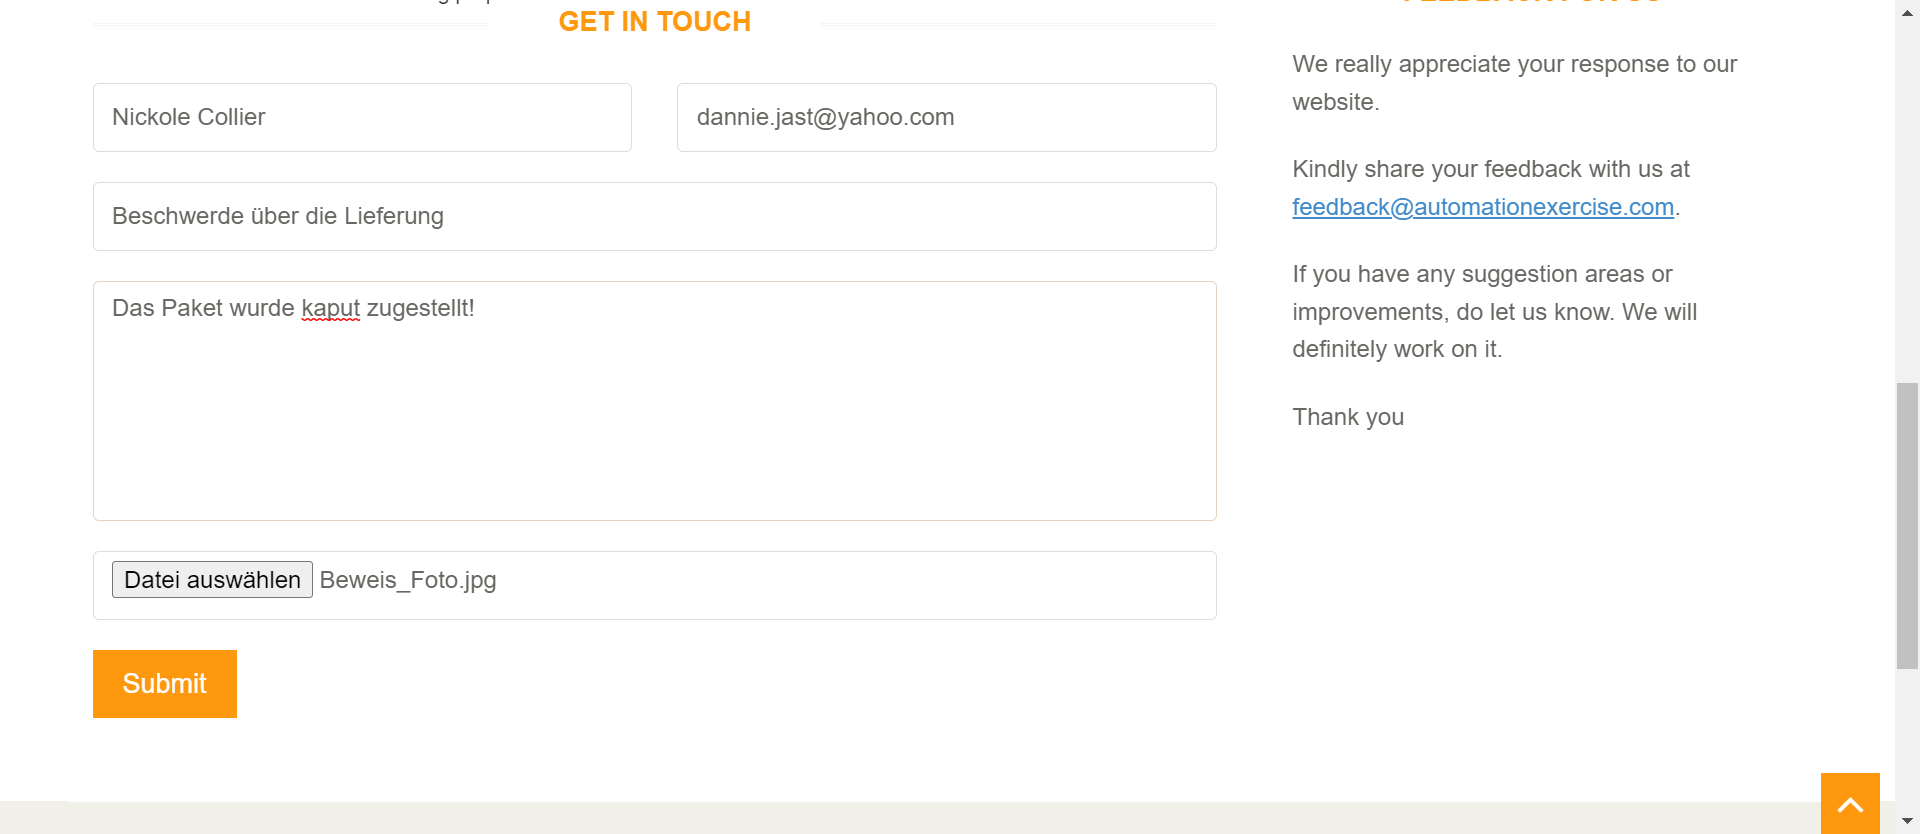 GET IN TOUCH
Nickole Collier
dannie.jast@yahoo.com
Beschwerde über die Lieferung
Das Paket wurde kaput zugestellt!
Datei auswählen Beweis_Foto.jpg
Submit
We really appreciate your response to our
website.
Kindly share your feedback with us at
feedback@automationexercise.com.
If you have any suggestion areas or
improvements, do let us know. We will
definitely work on it.
Thank you